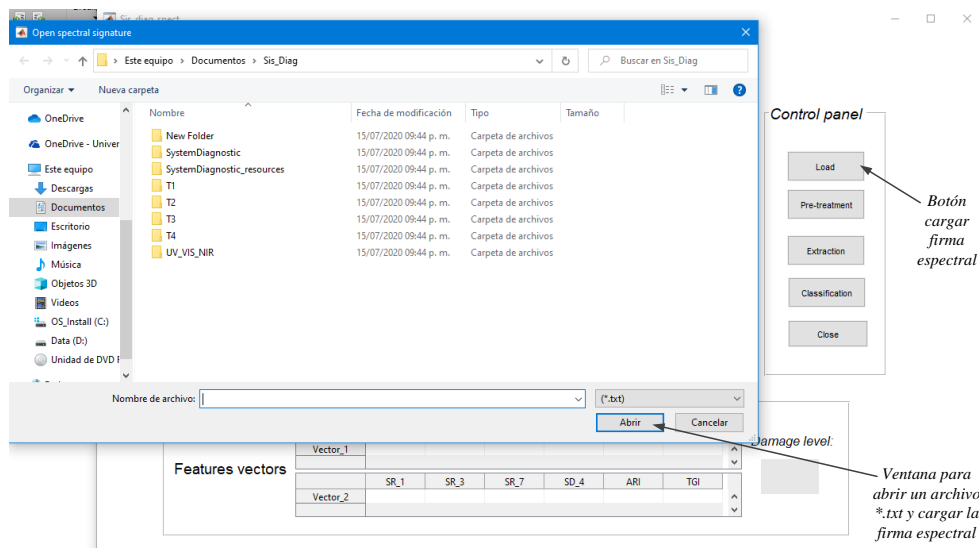 Sis_diag_spect
Open spectral signature
Este equipo > Documentos > Sis_Diag
Buscar en Sis_Diag
Organizar
Nueva carpeta
OneDrive
OneDrive - Univer
Este equipo
Descargas
Documentos
Escritorio
Imágenes
Música
Objetos 3D
Videos
OS_Install (C:)
Data (D:)
Unidad de DVD
Nombre Fecha de modificación Tipo Tamaño
New Folder 15/07/2020 09:44 p. m. Carpeta de archivos
SystemDiagnostic 15/07/2020 09:44 p. m. Carpeta de archivos
SystemDiagnostic_resources 15/07/2020 09:44 p. m. Carpeta de archivos
T1 15/07/2020 09:44 p. m. Carpeta de archivos
T2 15/07/2020 09:44 p. m. Carpeta de archivos
T3 15/07/2020 09:44 p. m. Carpeta de archivos
T4 15/07/2020 09:44 p. m. Carpeta de archivos
UV_VIS_NIR 15/07/2020 09:44 p. m. Carpeta de archivos
Nombre de archivo:
(*.txt)
Abrir
Cancelar
Control panel
Load
Pre-treatment
Extraction
Classification
Close
Botón
cargar
firma
espectral
Damage level:
Features vectors
Vector_1
SR_1 SR_3 SR_7 SD_4 ARI TGI
Vector_2
Ventana para
abrir un archivo
*.txt y cargar la
firma espectral